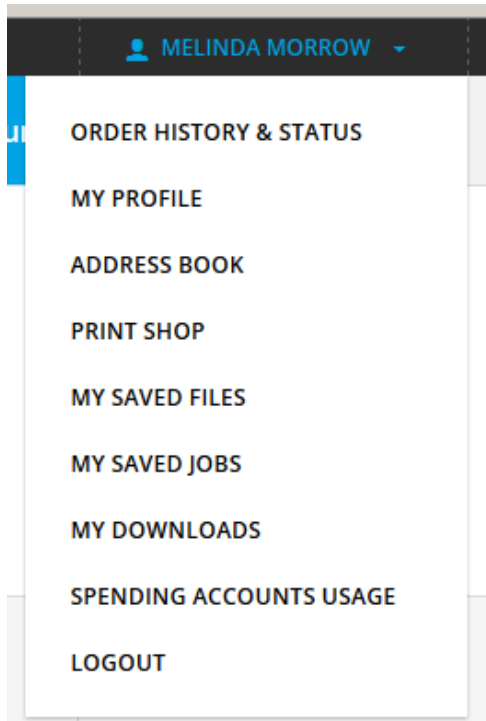 MELINDA MORROW
ORDER HISTORY & STATUS
MY PROFILE
ADDRESS BOOK
PRINT SHOP
MY SAVED FILES
MY SAVED JOBS
MY DOWNLOADS
SPENDING ACCOUNTS USAGE
LOGOUT